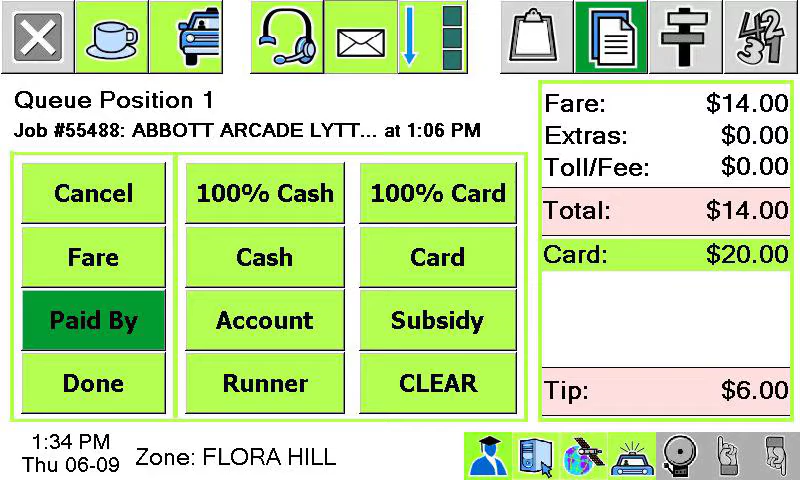 Queue Position 1
Job #55488: ABBOTT ARCADE LYTT... at 1:06 PM
Cancel
100% Cash
100% Card
Fare
Cash
Card
Paid By
Account
Subsidy
Done
Runner
CLEAR
Fare: $14.00
Extras: $0.00
Toll/Fee: $0.00
Total: $14.00
Card: $20.00
Tip: $6.00
1:34 PM
Thu 06-09
Zone: FLORA HILL